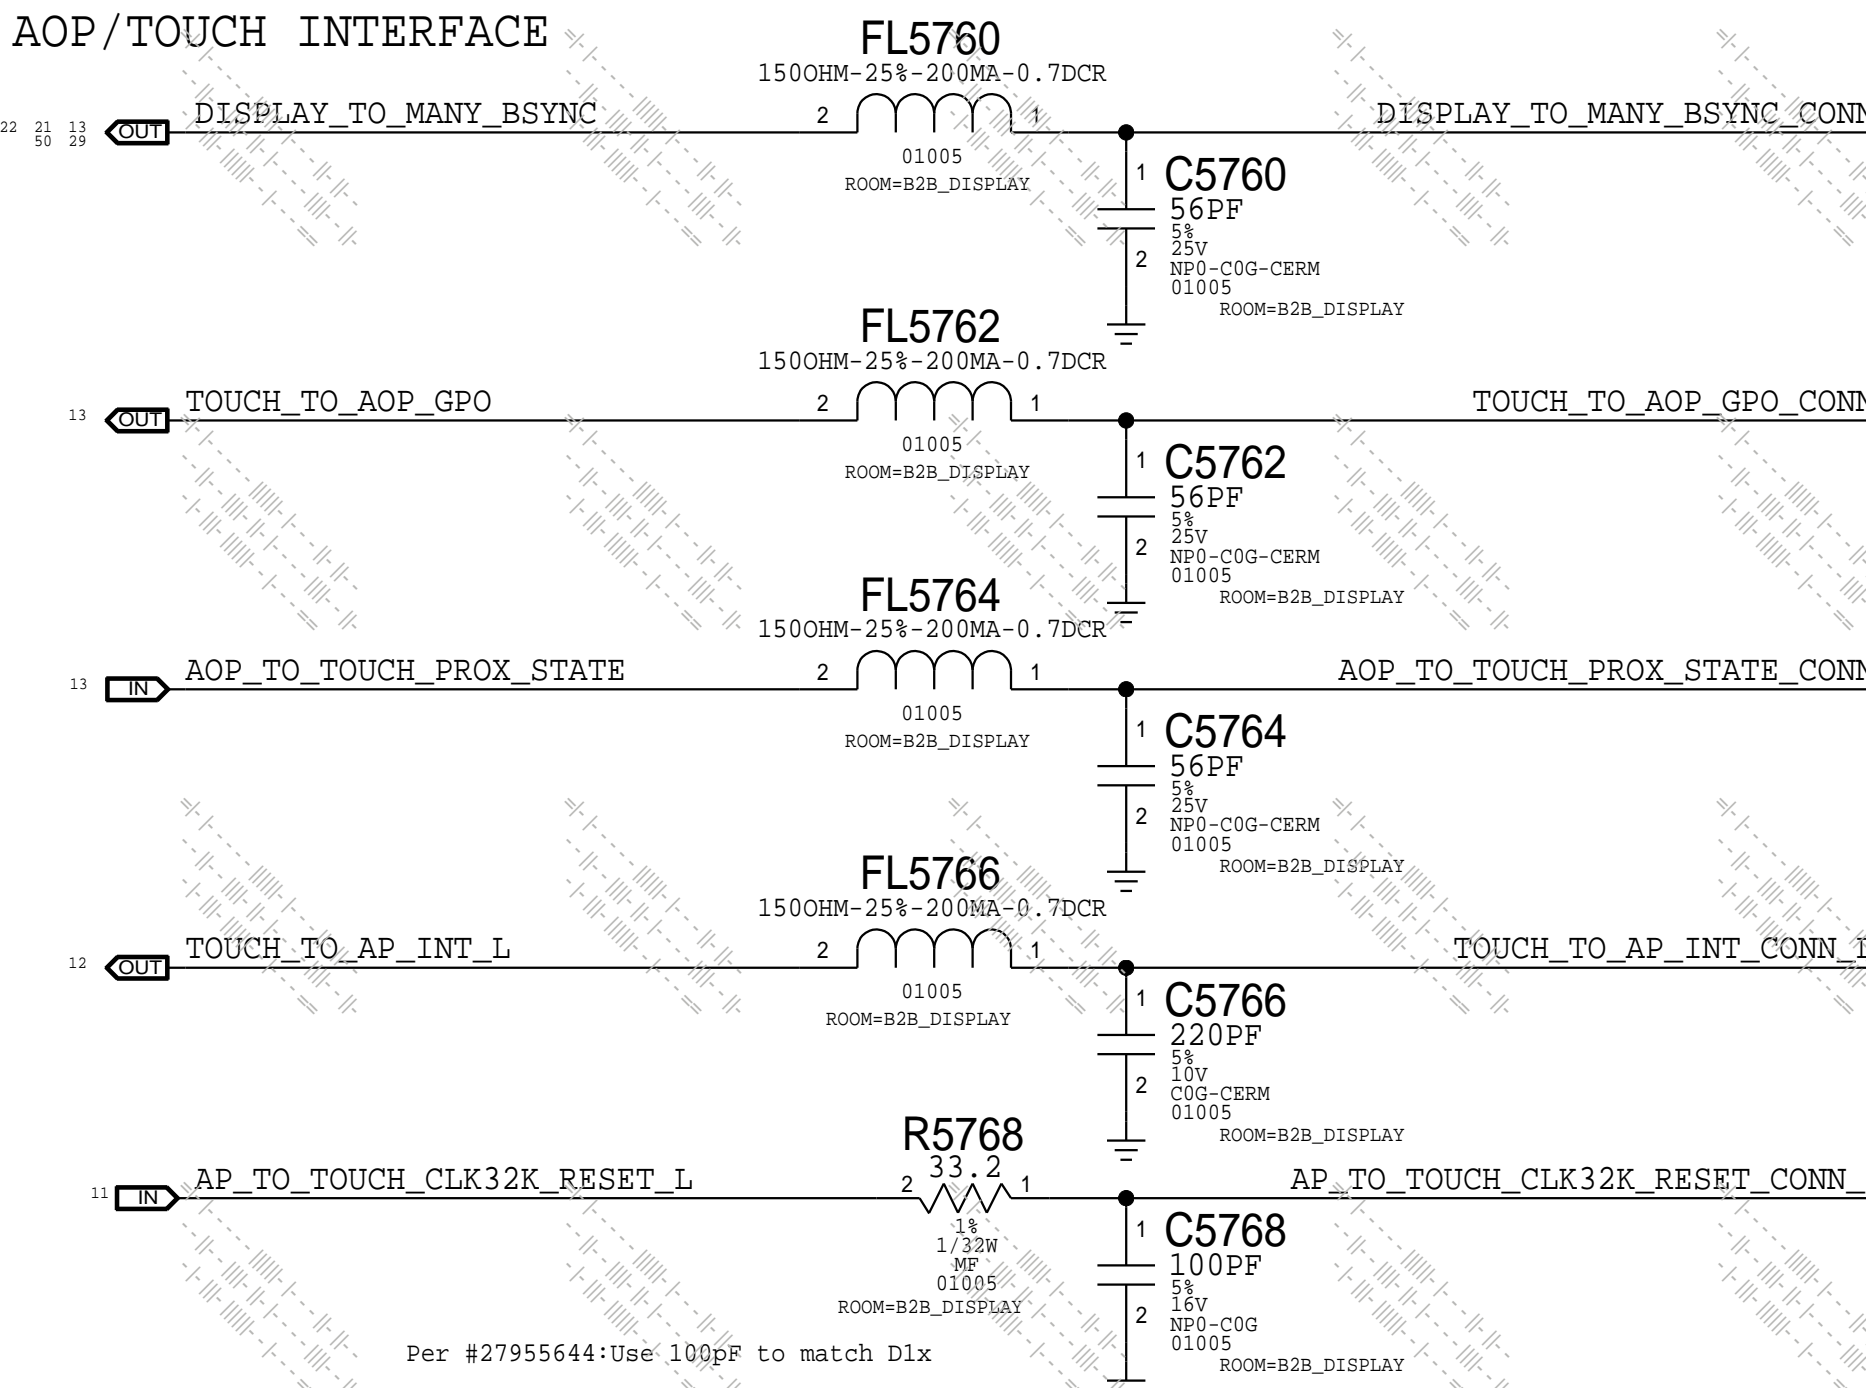 AOP/TOUCH INTERFACE
FL5760
150OHM-25%-200MA-0.7DCR
22 21 13
50 29
OUT
DISPLAY_TO_MANY_BSYNC
2
1
DISPLAY_TO_MANY_BSYNC_CONN
01005
ROOM=B2B_DISPLAY
1
C5760
56PF
5%
25V
2
NP0-C0G-CERM
01005
ROOM=B2B_DISPLAY
FL5762
150OHM-25%-200MA-0.7DCR
13
OUT
TOUCH_TO_AOP_GPO
2
1
TOUCH_TO_AOP_GPO_CONN
01005
ROOM=B2B_DISPLAY
1
C5762
56PF
5%
25V
2
NP0-C0G-CERM
01005
ROOM=B2B_DISPLAY
FL5764
150OHM-25%-200MA-0.7DCR
13
IN
AOP_TO_TOUCH_PROX_STATE
2
1
AOP_TO_TOUCH_PROX_STATE_CONN
01005
ROOM=B2B_DISPLAY
1
C5764
56PF
5%
25V
2
NP0-C0G-CERM
01005
ROOM=B2B_DISPLAY
FL5766
150OHM-25%-200MA-0.7DCR
12
OUT
TOUCH_TO_AP_INT_L
2
1
TOUCH_TO_AP_INT_CONN_
01005
ROOM=B2B_DISPLAY
1
C5766
220PF
5%
10V
2
C0G-CERM
01005
ROOM=B2B_DISPLAY
R5768
33.2
11
IN
AP_TO_TOUCH_CLK32K_RESET_L
2
1
AP_TO_TOUCH_CLK32K_RESET_CONN_
1%
1/32W
MF
01005
ROOM=B2B_DISPLAY
1
C5768
100PF
5%
16V
2
NP0-C0G
01005
ROOM=B2B_DISPLAY
Per #27955644:Use 100pF to match D1x